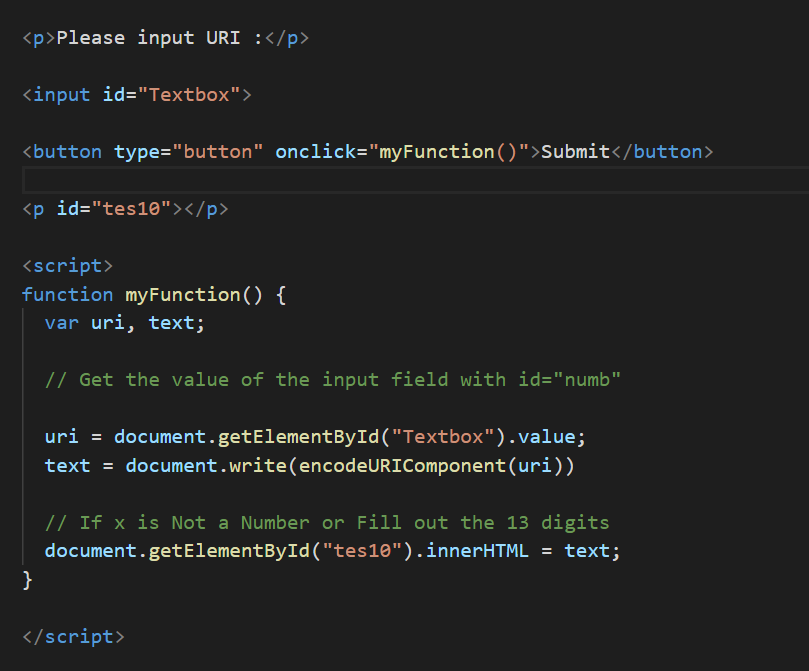 <p>Please input URI :</p>
<input id="Textbox">
<button type="button" onclick="myFunction()">Submit</button>
<p id="tes10"></p>
<script>
function myFunction() {
  var uri, text;
  // Get the value of the input field with id="numb"
  uri = document.getElementById("Textbox").value;
  text = document.write(encodeURIComponent(uri))
  // If x is Not a Number or Fill out the 13 digits
  document.getElementById("tes10").innerHTML = text;
}
</script>